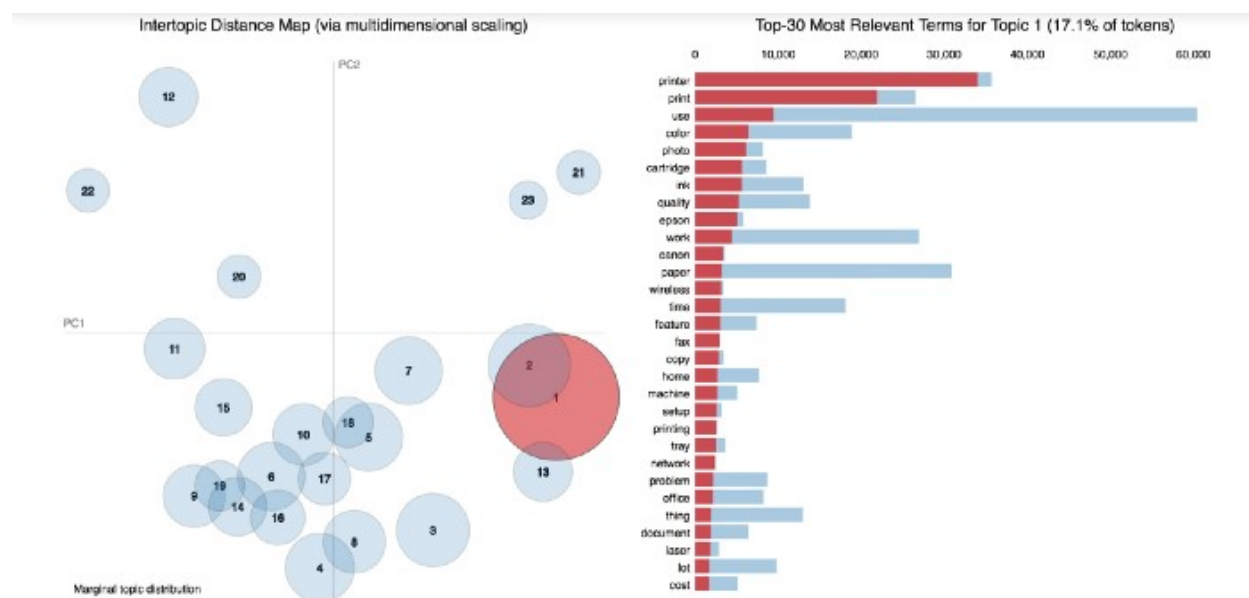 Intertopic Distance Map (via multidimensional scaling)
PC2
PC1
12
22
21
23
20
11
2
7
1
15
18
10
5
13
6
17
19
9
14
16
3
8
4
Marginal topic distribution
Top-30 Most Relevant Terms for Topic 1 (17.1% of tokens)
0 10,000 20,000 30,000 40,000 50,000 60,000
printer
print
use
color
photo
cartridge
ink
quality
epson
work
canon
paper
wireless
time
feature
fax
copy
home
machine
setup
printing
tray
network
problem
office
thing
document
laser
lot
cost